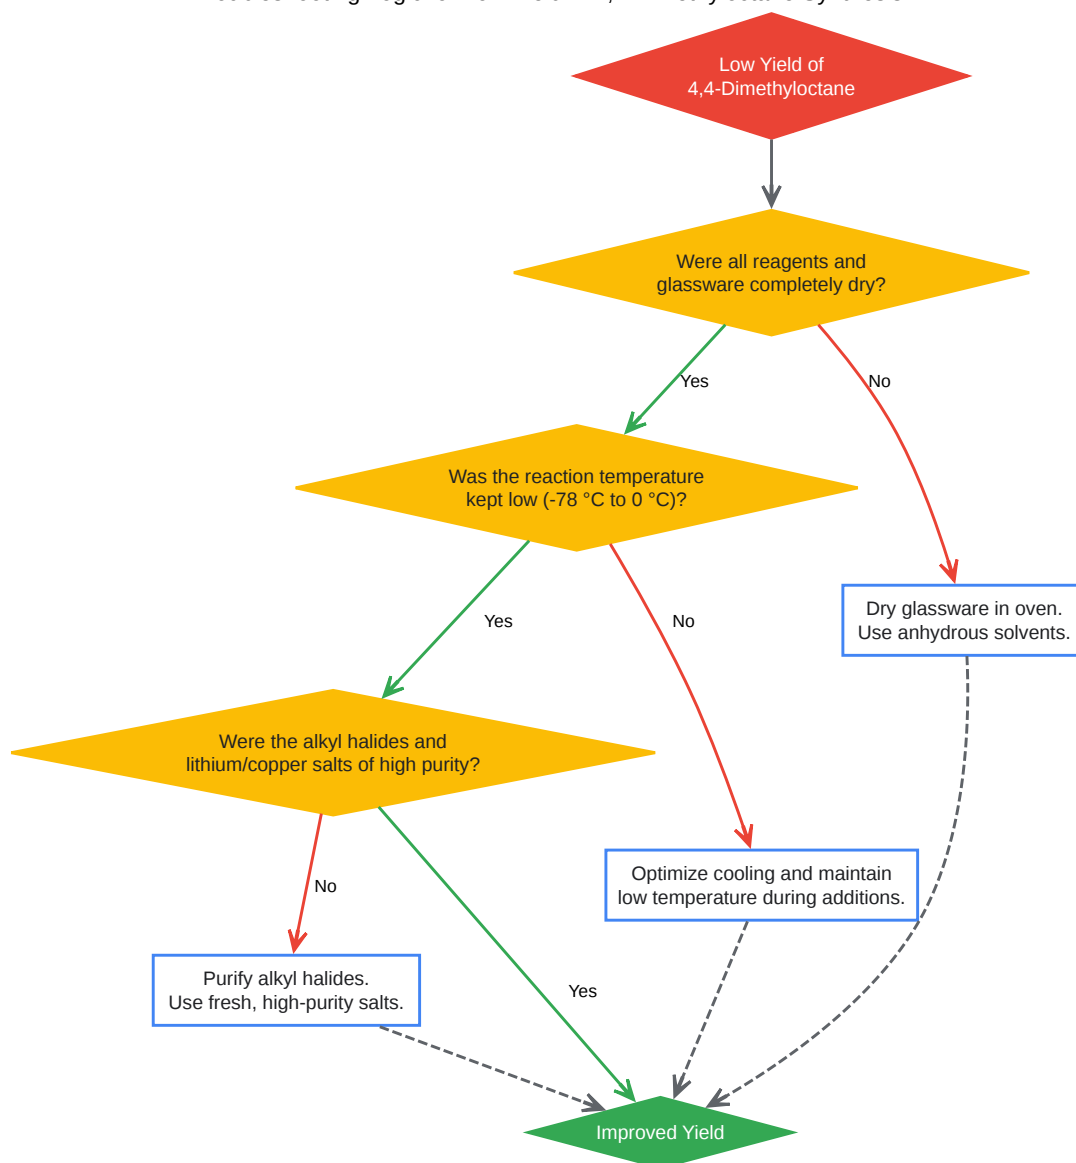 Low Yield of
4,4-Dimethyloctane
Were all reagents and
glassware completely dry?
Yes
No
Was the reaction temperature
kept low (-78 °C to 0 °C)?
Yes
No
Dry glassware in oven.
Use anhydrous solvents.
Were the alkyl halides and
lithium/copper salts of high purity?
Optimize cooling and maintain
low temperature during additions.
No
Purify alkyl halides.
Use fresh, high-purity salts.
Yes
Improved Yield